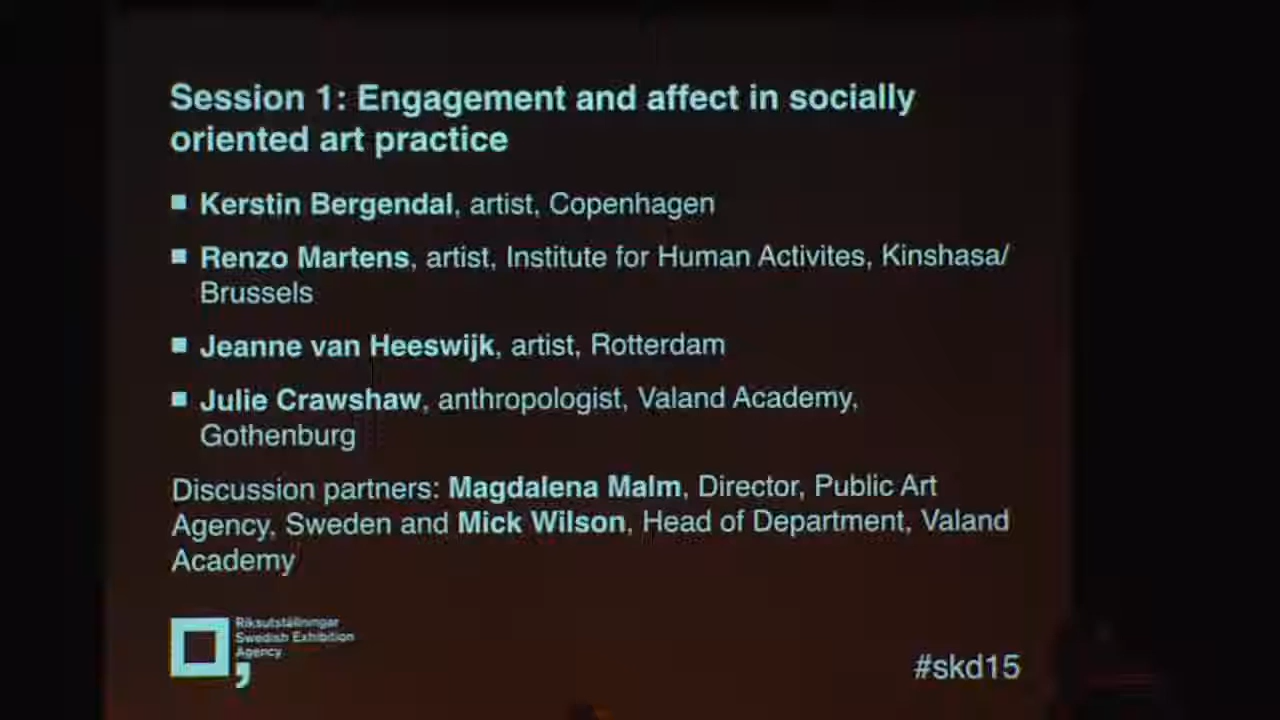 Session 1: Engagement and affect in socially
oriented art practice
■ Kerstin Bergendal, artist, Copenhagen
■ Renzo Martens, artist, Institute for Human Activites, Kinshasa/
Brussels
■ Jeanne van Heeswijk, artist, Rotterdam
■ Julie Crawshaw, anthropologist, Valand Academy,
Gothenburg
Discussion partners: Magdalena Malm, Director, Public Art
Agency, Sweden and Mick Wilson, Head of Department, Valand
Academy
Riksutställningar
Swedish Exhibition
Agency
#skd15